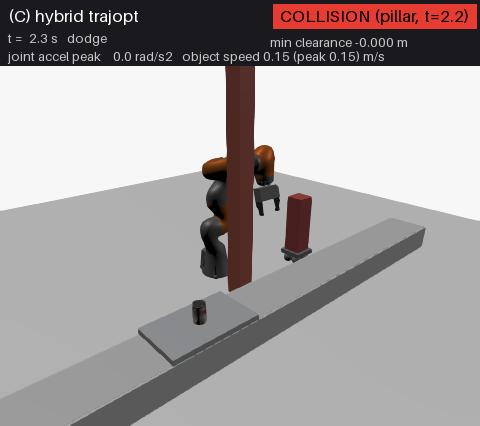 (C) hybrid trajopt
COLLISION (pillar, t=2.2)
t = 2.3 s dodge
min clearance -0.000 m
joint accel peak 0.0 rad/s2 object speed 0.15 (peak 0.15) m/s